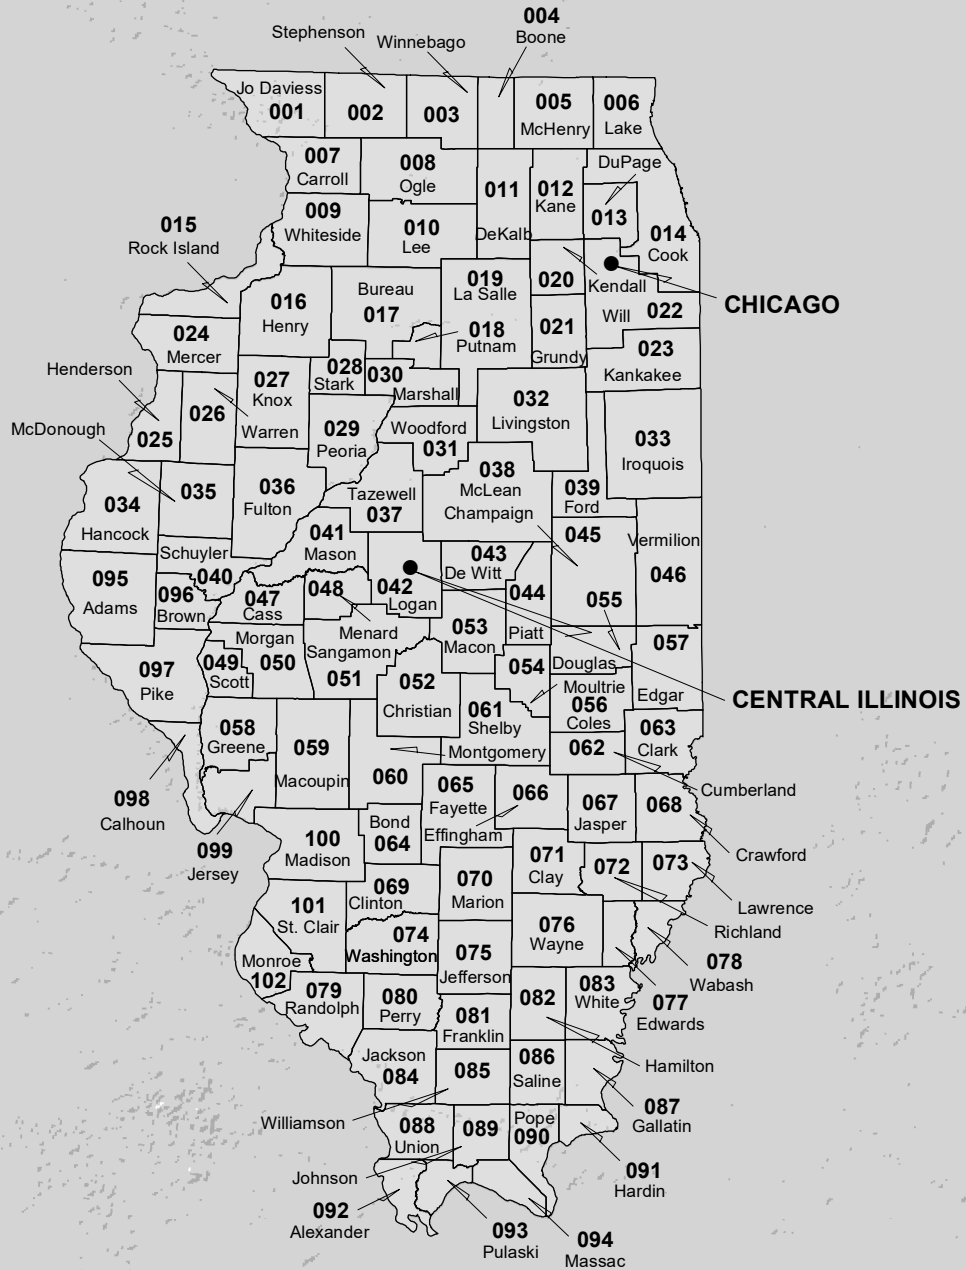 004
Boone
Stephenson
Winnebago
Jo Daviess
001
002
003
005
McHenry
006
Lake
007
Carroll
008
Ogle
011
DeKalb
012
Kane
DuPage
013
014
Cook
009
Whiteside
010
Lee
015
Rock Island
016
Henry
Bureau
017
019
La Salle
018
Putnam
020
Kendall
CHICAGO
Will
022
021
Grundy
023
Kankakee
024
Mercer
Henderson
025
026
027
Knox
Warren
028
Stark
030
Marshall
032
Livingston
033
Iroquois
McDonough
029
Peoria
Woodford
031
034
Hancock
035
036
Fulton
Tazewell
037
038
McLean
Champaign
039
Ford
045
Vermilion
046
041
Mason
Schuyler
040
043
De Witt
042
Logan
044
Piatt
055
095
Adams
096
Brown
047
Cass
048
Menard
Sangamon
051
053
Macon
054
Douglas
Moultrie
057
Edgar
CENTRAL ILLINOIS
097
Pike
049
Scott
Morgan
050
052
Christian
061
Shelby
056
Coles
058
Greene
059
Macoupin
Montgomery
060
062
Cumberland
063
Clark
098
Calhoun
099
Jersey
065
Fayette
066
Effingham
067
Jasper
068
Crawford
100
Madison
Bond
064
069
Clinton
070
Marion
071
Clay
072
Richland
073
Lawrence
101
St. Clair
074
Washington
075
Jefferson
076
Wayne
078
Wabash
077
Edwards
Monroe
102
079
Randolph
080
Perry
081
Franklin
082
Hamilton
083
White
Jackson
084
085
Williamson
086
Saline
087
Gallatin
088
Union
089
Johnson
Pope
090
091
Hardin
092
Alexander
093
Pulaski
094
Massac